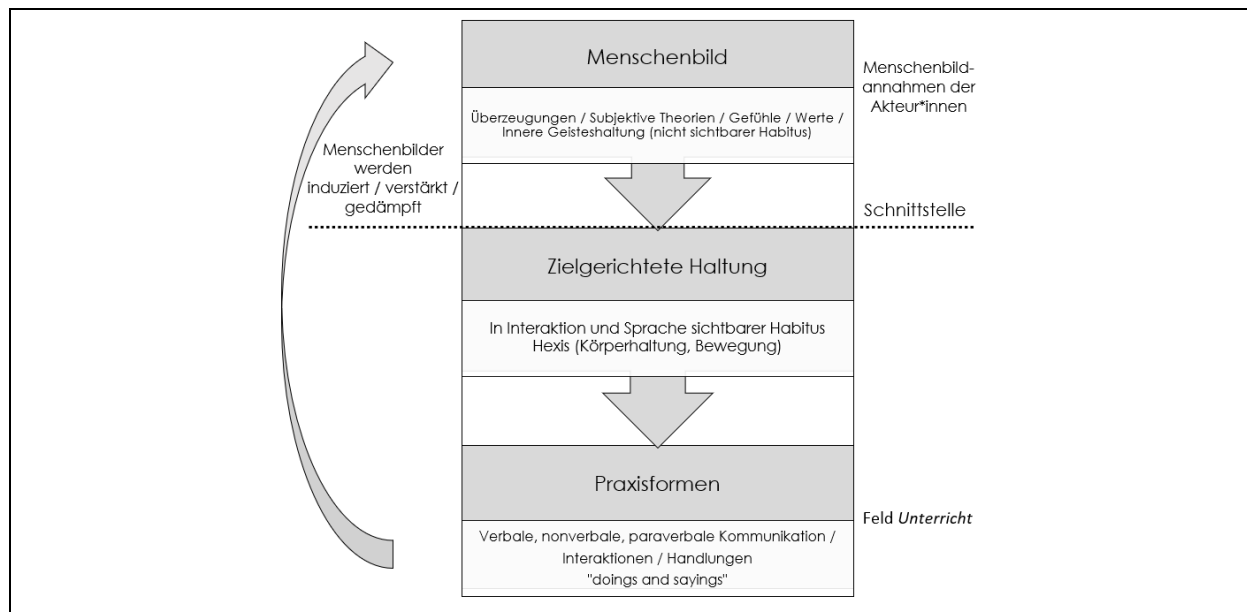 Menschenbild
Menschenbild-
annahmen der
Akteur*innen
Überzeugungen / Subjektive Theorien / Gefühle / Werte /
Innere Geisteshaltung (nicht sichtbarer Habitus)
Menschenbilder
werden
induziert / verstärkt /
gedämpft
Schnittstelle
Zielgerichtete Haltung
In Interaktion und Sprache sichtbarer Habitus
Hexis (Körperhaltung, Bewegung)
Praxisformen
Feld Unterricht
Verbale, nonverbale, paraverbale Kommunikation /
Interaktionen / Handlungen
"doings and sayings"